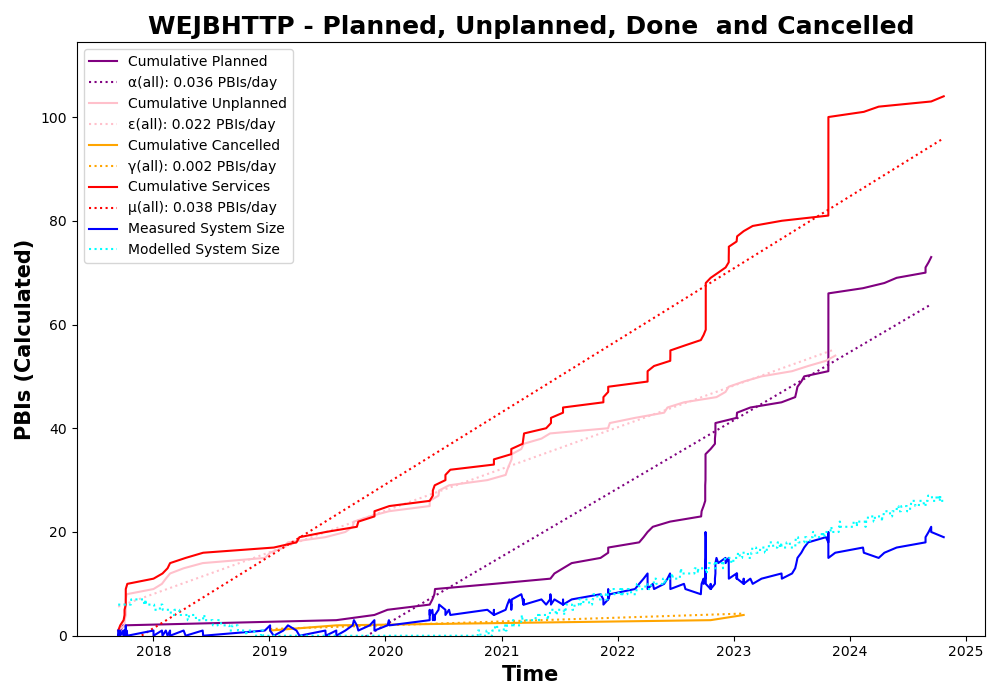 WEJBHTTP - Planned, Unplanned, Done  and Cancelled
Cumulative Planned
α(all): 0.036 PBIs/day
Cumulative Unplanned
ε(all): 0.022 PBIs/day
Cumulative Cancelled
γ(all): 0.002 PBIs/day
Cumulative Services
μ(all): 0.038 PBIs/day
Measured System Size
Modelled System Size
PBIs (Calculated)
100
80
60
40
20
0
2018 2019 2020 2021 2022 2023 2024 2025
Time